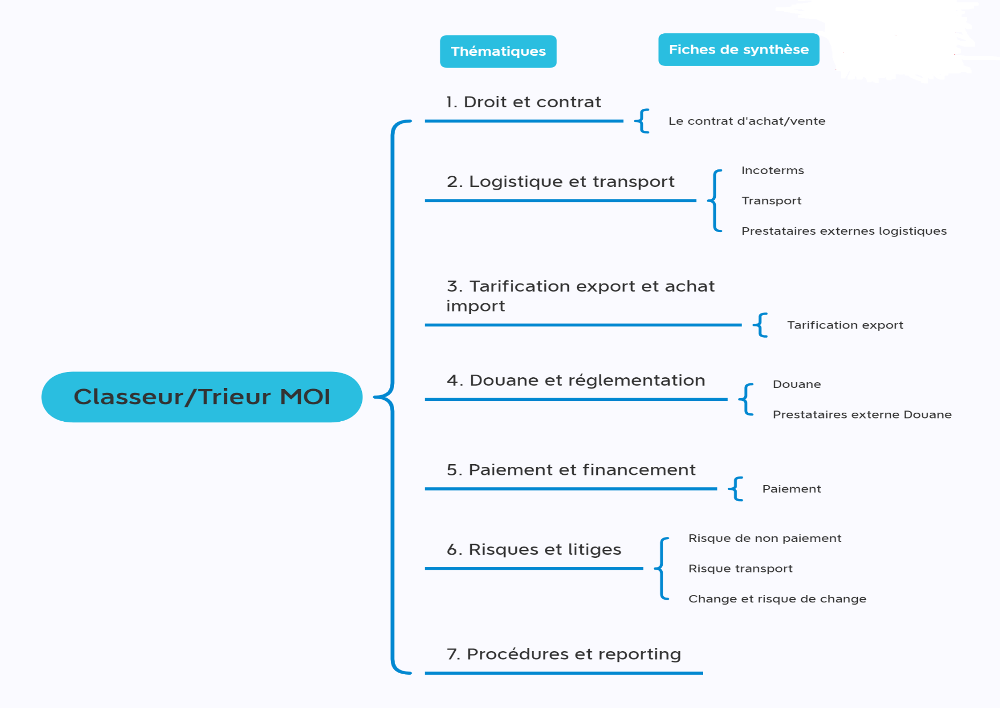 Thématiques
Fiches de synthèse
1. Droit et contrat
Le contrat d'achat/vente
2. Logistique et transport
Incoterms
Transport
Prestataires externes logistiques
3. Tarification export et achat
import
Tarification export
Classeur/Trieur MOI
4. Douane et réglementation
Douane
Prestataires externe Douane
5. Paiement et financement
Paiement
6. Risques et litiges
Risque de non paiement
Risque transport
Change et risque de change
7. Procédures et reporting